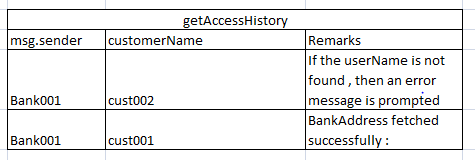 getAccessHistory
msg.sender customerName Remarks
If the userName is not
found , then an error
Bank001 cust002 message is prompted
BankAddress fetched
Bank001 cust001 successfully :